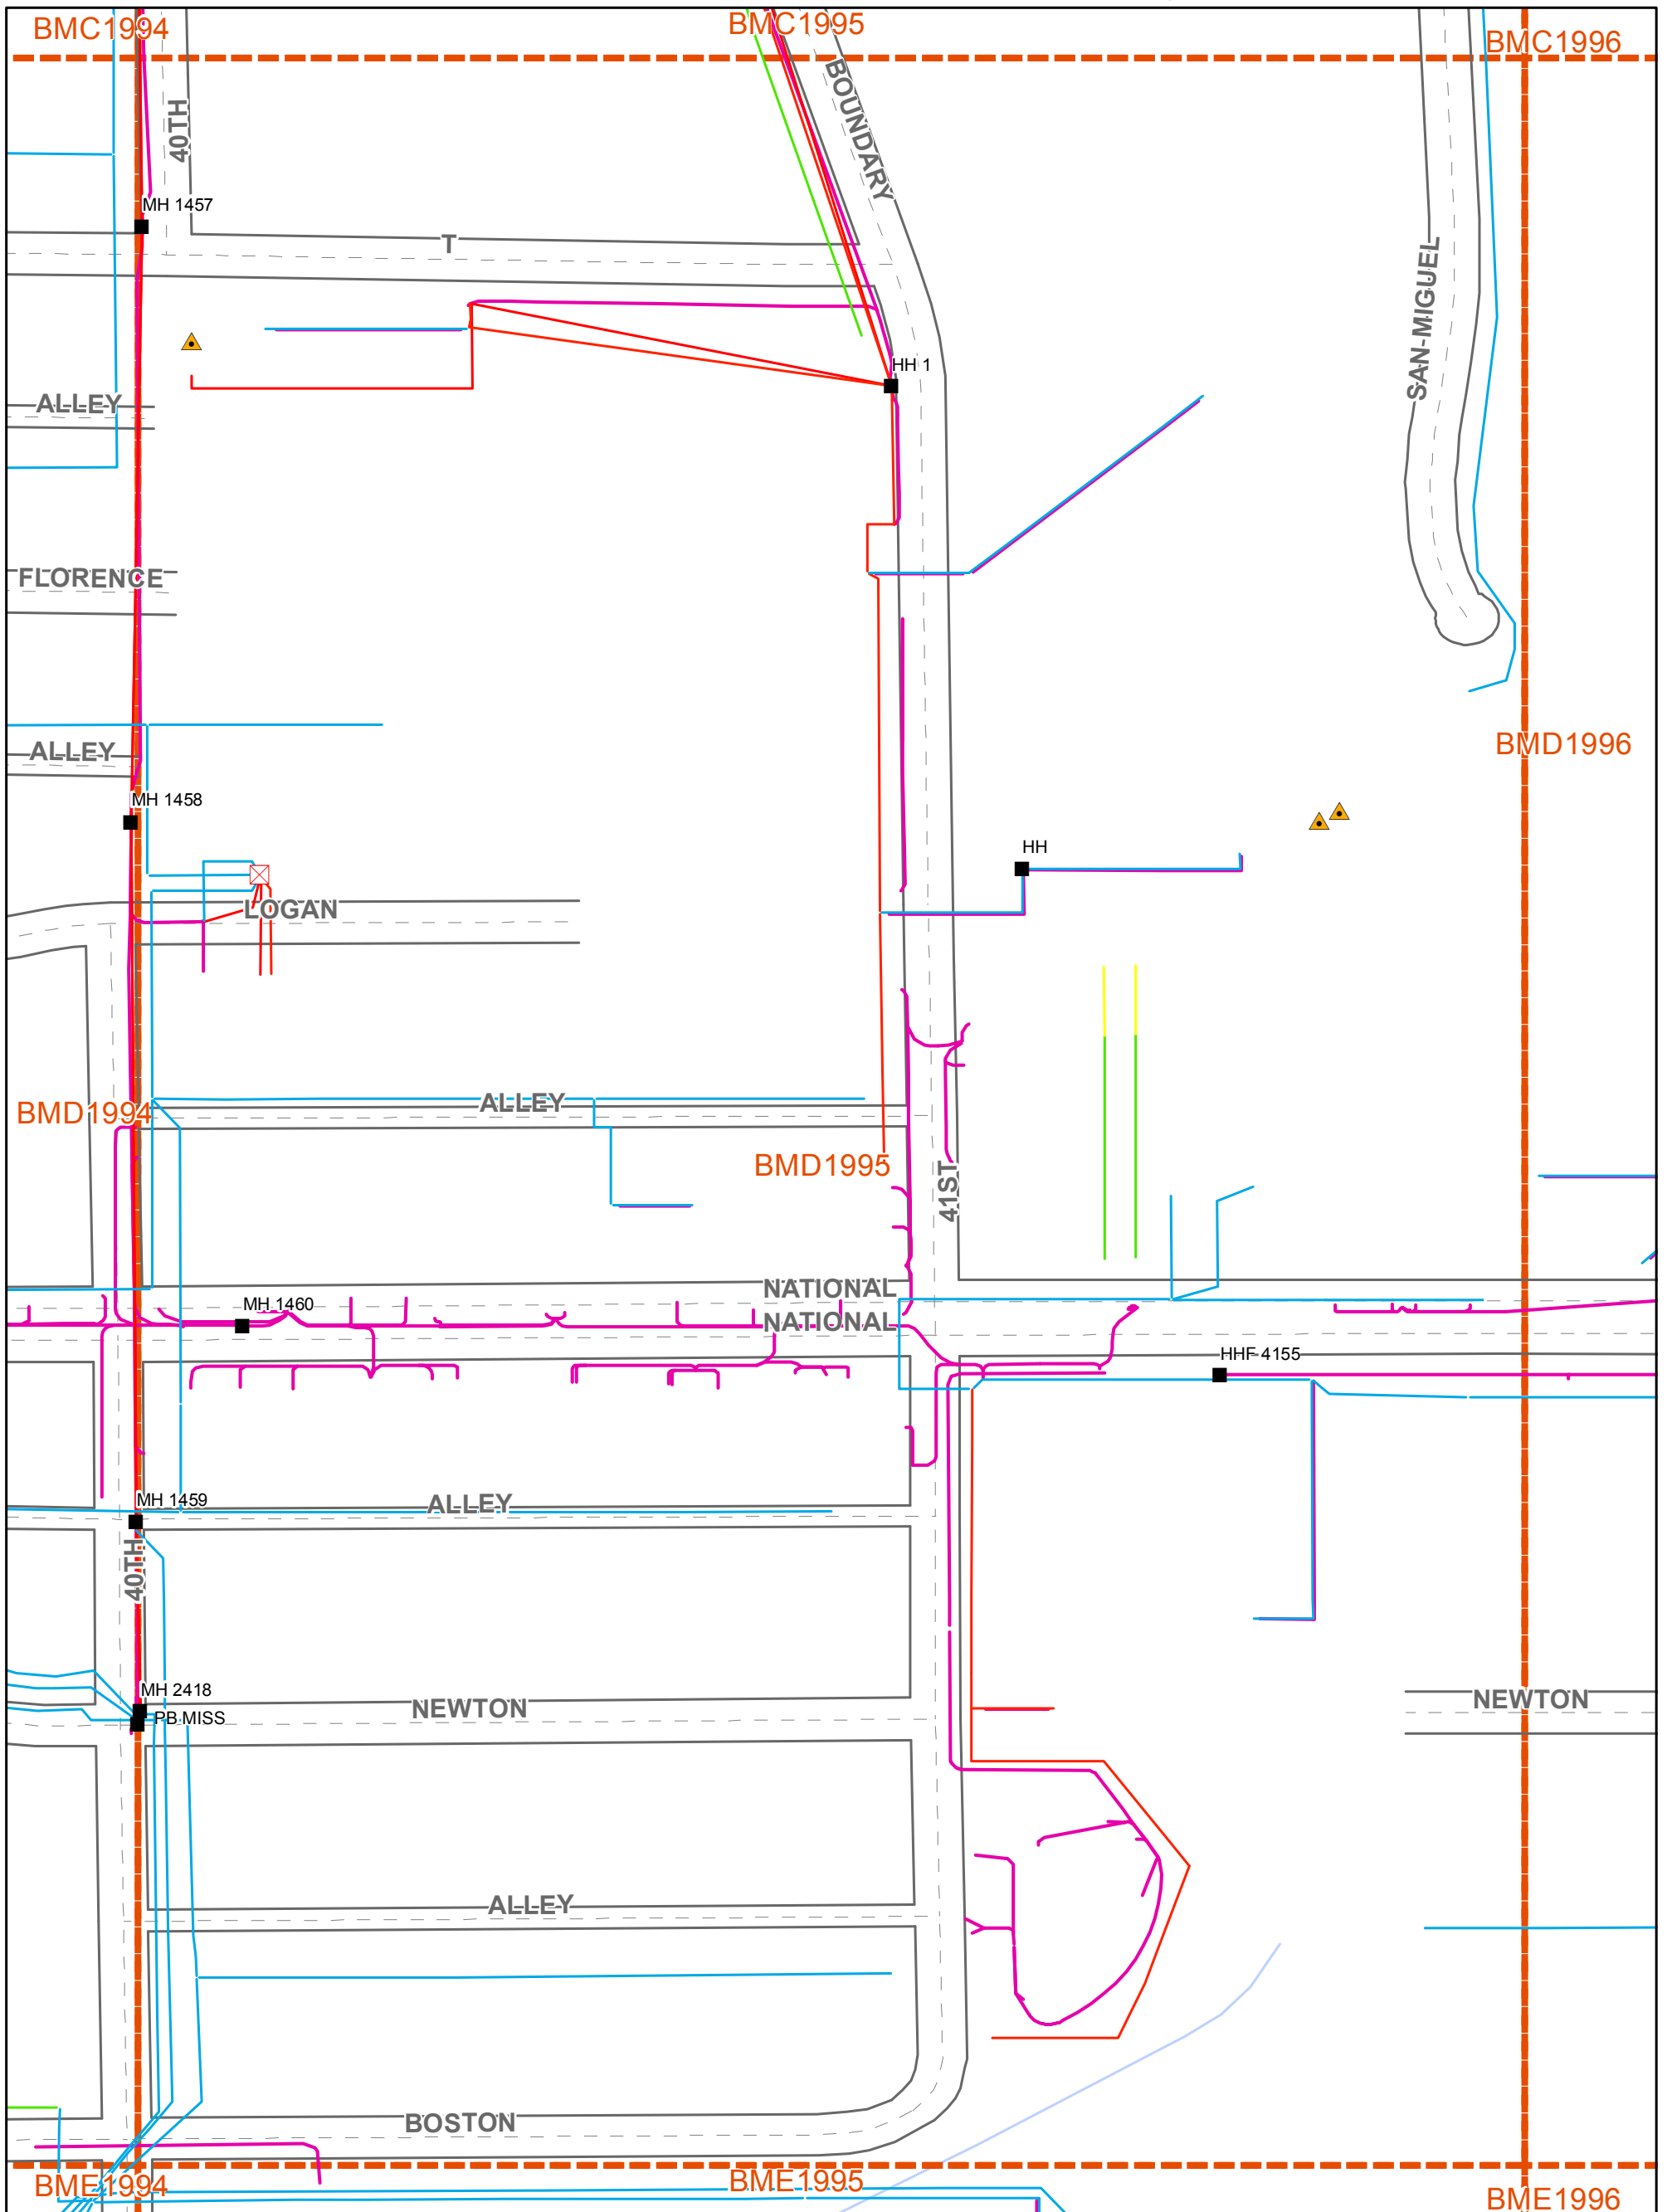 BMC1994
BMC1995
BMC1996
BOUNDARY
40TH
MH 1457
T
SAN-MIGUEL
HH 1
ALLEY
FLORENCE
BMD1996
ALLEY
MH 1458
HH
LOGAN
ALLEY
BMD1994
BMD1995
41ST
NATIONAL
MH 1460
NATIONAL
HHF 4155
MH 1459
ALLEY
40TH
MH 2418
NEWTON
NEWTON
PB MISS
ALLEY
BOSTON
BME1994
BME1995
BME1996